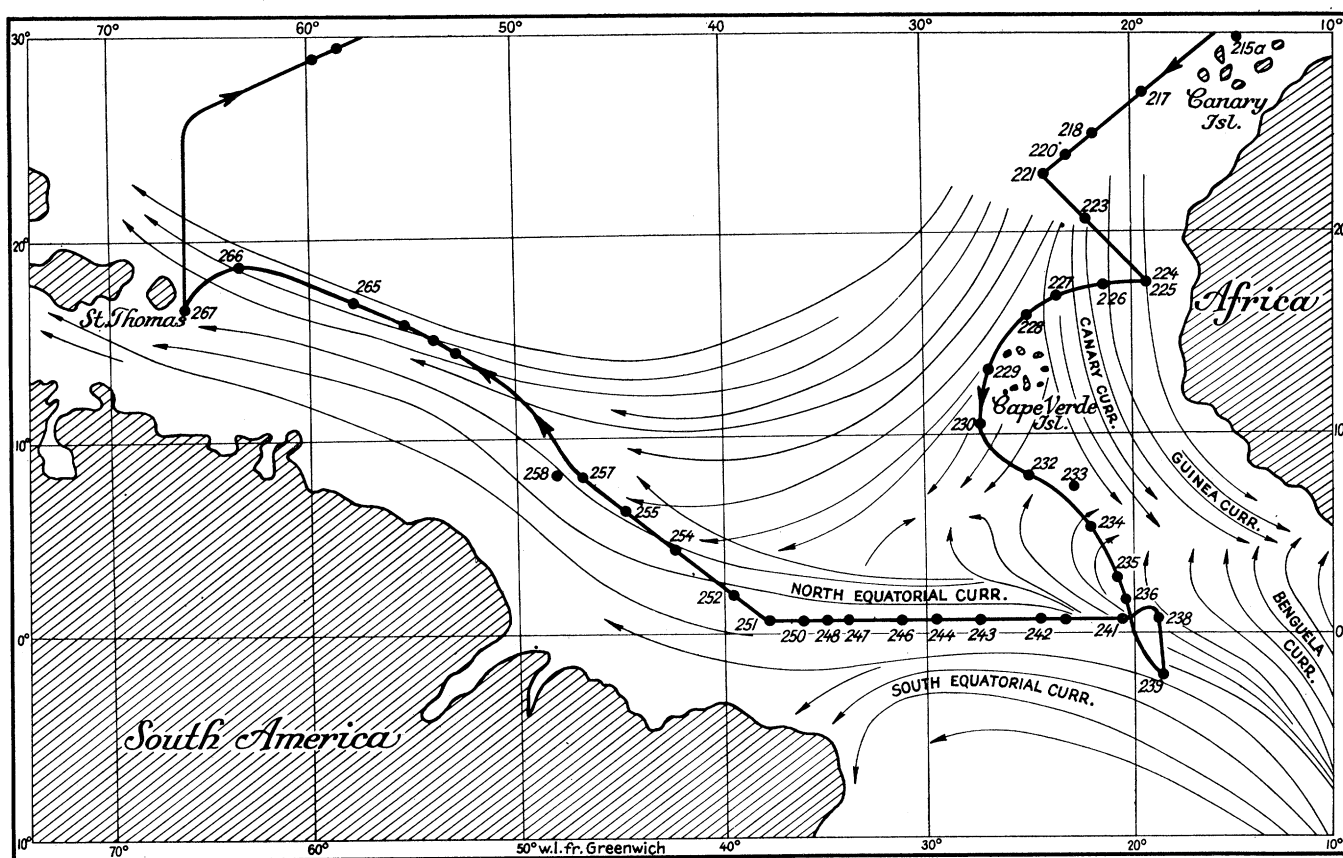 70° 60° 50° 40° 30° 20° 10°
30°
215a
217
Canary
Isl.
218
220
221
223
20° 20°
266
224
225
226
227
Africa
265
St. Thomas
267
228
CANARY CURR.
229
Cape Verde
Isl.
230
10° 10
232
233
GUINEA CURR.
258
257
255
234
254
235
NORTH EQUATORIAL CURR.
252
236
BENGUELA
CURR.
251 250 248 247 246 244 243 242 241 238
0° 0
239
SOUTH EQUATORIAL CURR.
South America
10° 10°
70° 60° 50° w.l.fr. Greenwich 40° 30° 20°